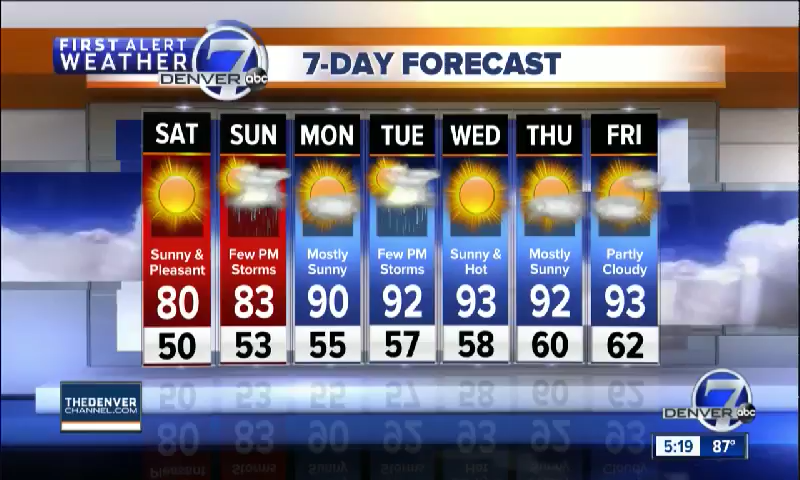 FIRST ALERT
WEATHER
7
DENVER abc
7-DAY FORECAST
SAT SUN MON TUE WED THU FRI
Sunny & Pleasant Few PM Storms Mostly Sunny Few PM Storms Sunny & Hot Mostly Sunny Partly Cloudy
80 83 90 92 93 92 93
50 53 55 57 58 60 62
THEDENVER
CHANNEL.COM
7
DENVER abc
5:19 87°